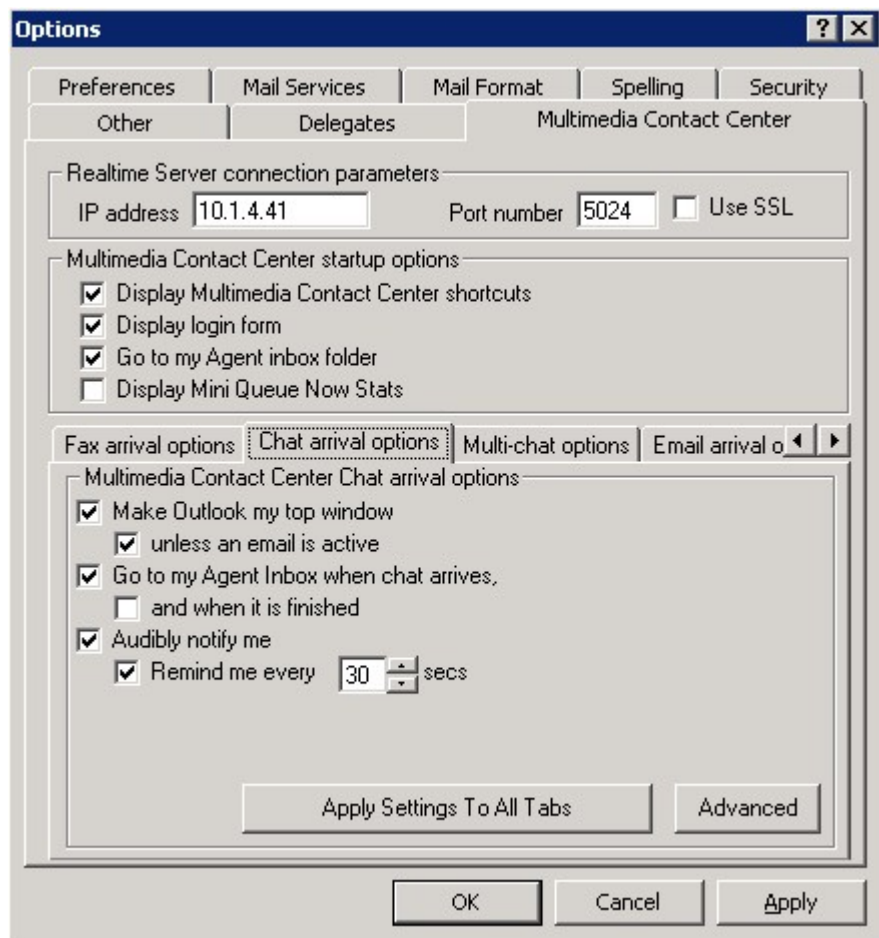 Options
Preferences Mail Services Mail Format Spelling Security
Other Delegates Multimedia Contact Center
Realtime Server connection parameters
IP address 10.1.4.41 Port number 5024 Use SSL
Multimedia Contact Center startup options
Display Multimedia Contact Center shortcuts
Display login form
Go to my Agent inbox folder
Display Mini Queue Now Stats
Fax arrival options Chat arrival options Multi-chat options Email arrival o
Multimedia Contact Center Chat arrival options
Make Outlook my top window
unless an email is active
Go to my Agent Inbox when chat arrives,
and when it is finished
Audibly notify me
Remind me every 30 secs
Apply Settings To All Tabs Advanced
OK Cancel Apply